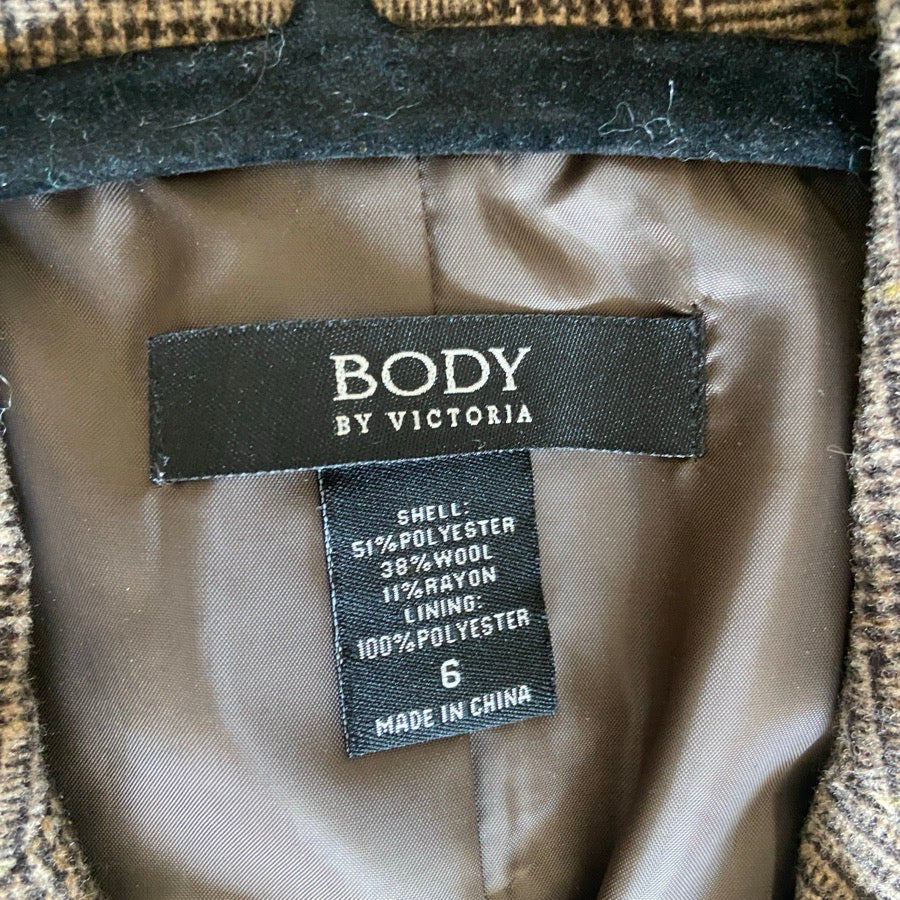 BODY
BY VICTORIA
SHELL:
51%POLYESTER
38%WOOL
11%RAYON
LINING:
100%POLYESTER
6
MADE IN CHINA